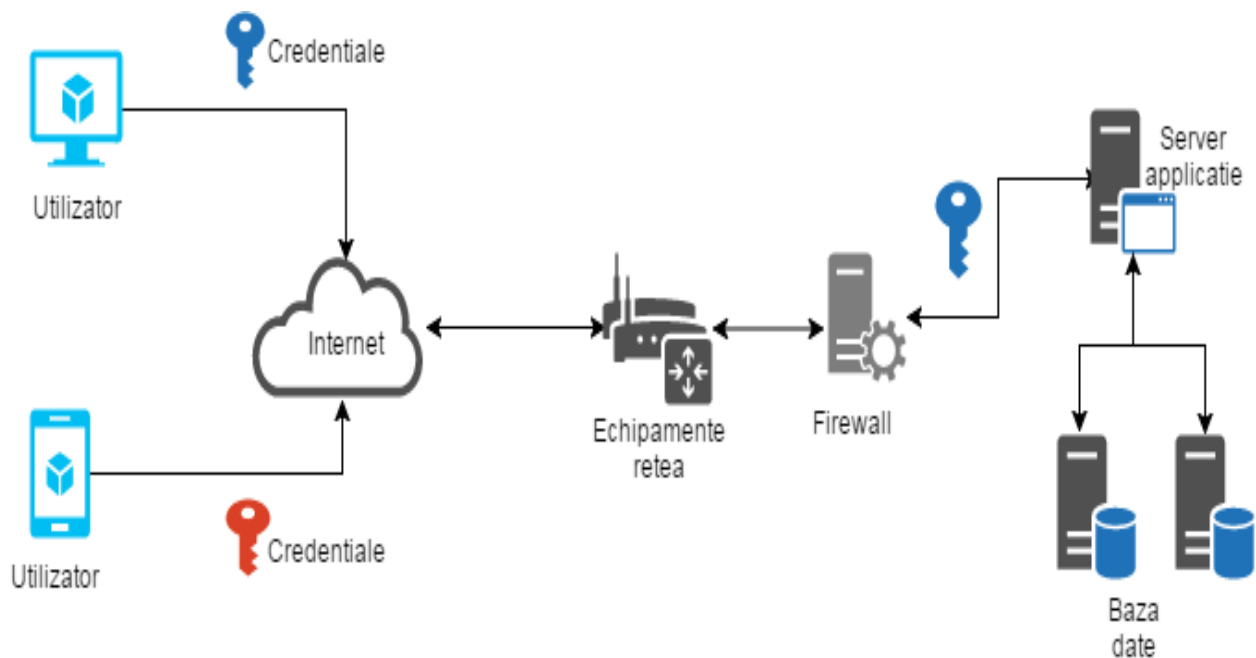 Credentiale
Utilizator
Server
applicatie
Internet
Echipamente
retea
Firewall
Credentiale
Utilizator
Baza
date